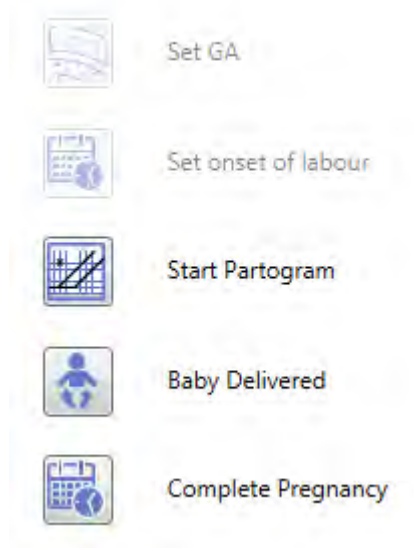 Set GA
Set onset of labour
Start Partogram
Baby Delivered
Complete Pregnancy